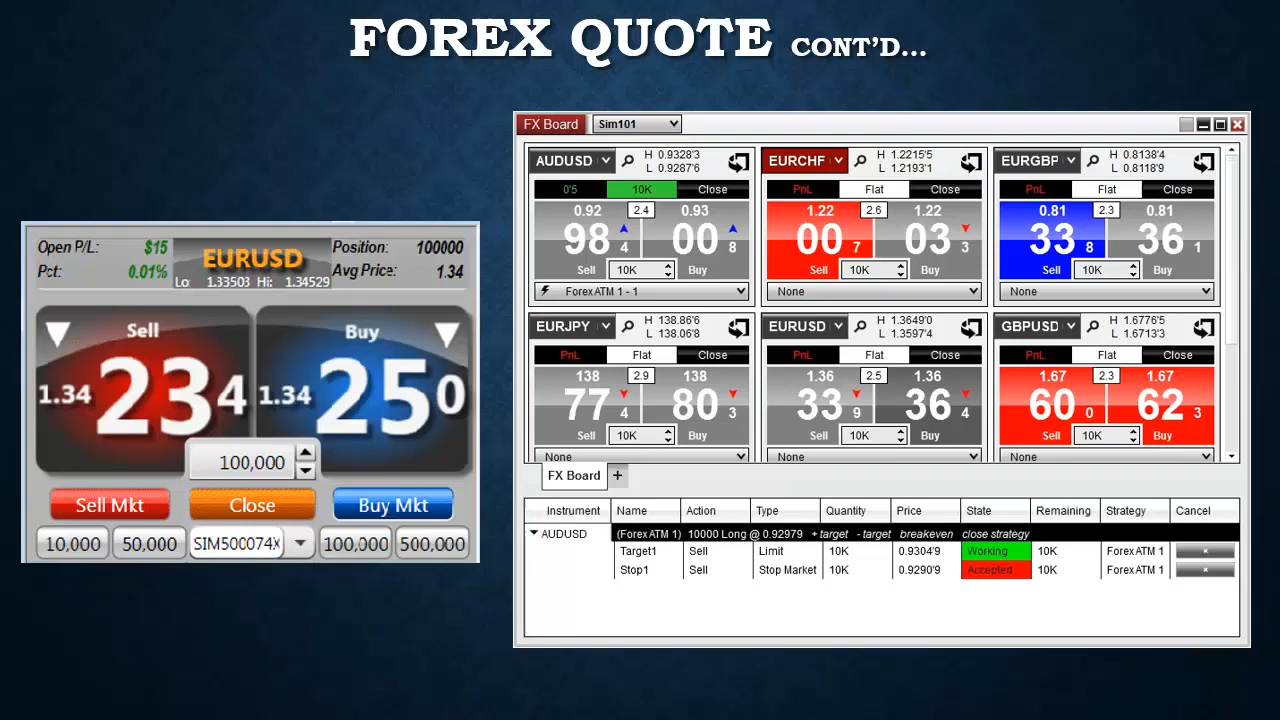 FOREX QUOTE CONT'D...
Open P/L: $15 EURUSD Position: 100000
Pct: 0.01% Lo: 1.33503 Hi: 1.34529 Avg Price: 1.34
Sell Buy
1.34 23 4 1.34 25 0
100,000
Sell Mkt Close Buy Mkt
10,000 50,000 SIM500074X 100,000 500,000
FX Board Sim101
AUDUSD H 0.9328'3 L 0.9287'6
0'5 10K Close
0.92 2.4 0.93
98 4 00 8
Sell 10K Buy
Forex ATM 1 - 1
EURCHF H 1.2215'5 L 1.2193'1
PnL Flat Close
1.22 2.6 1.22
00 7 03 3
Sell 10K Buy
None
EURGBP H 0.8138'4 L 0.8118'9
PnL Flat Close
0.81 2.3 0.81
33 8 36 1
Sell 10K Buy
None
EURJPY H 138.86'6 L 138.06'8
PnL Flat Close
138 2.9 138
77 4 80 3
Sell 10K Buy
None
EURUSD H 1.3649'0 L 1.3597'4
PnL Flat Close
1.36 2.5 1.36
33 9 36 4
Sell 10K Buy
None
GBPUSD H 1.6776'5 L 1.6713'3
PnL Flat Close
1.67 2.3 1.67
60 0 62 3
Sell 10K Buy
None
FX Board +
Instrument Name Action Type Quantity Price State Remaining Strategy Cancel
AUDUSD (Forex ATM 1) 10000 Long @ 0.92979 + target - target breakeven close strategy
Target1 Sell Limit 10K 0.9304'9 Working 10K Forex ATM 1 x
Stop1 Sell Stop Market 10K 0.9290'9 Accepted 10K Forex ATM 1 x